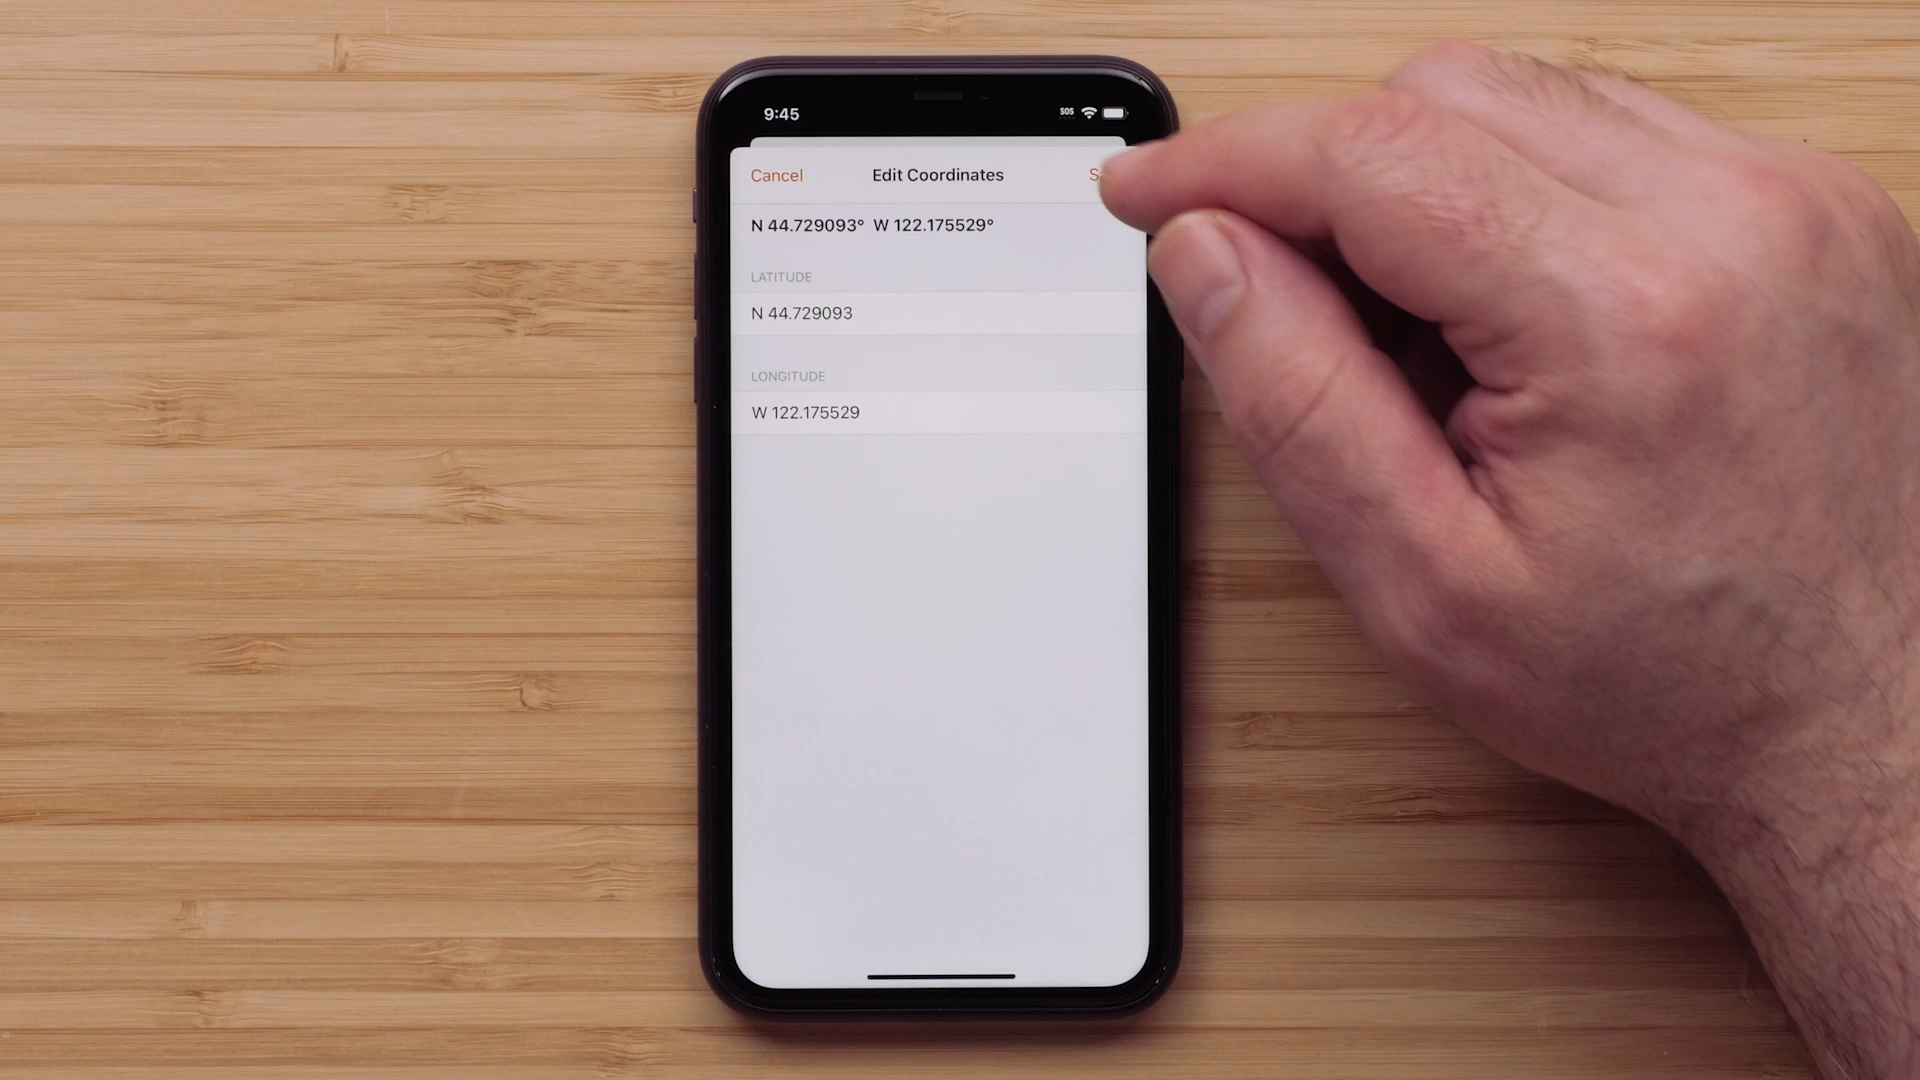 9:45 SOS
Cancel Edit Coordinates
N 44.729093° W 122.175529°
LATITUDE
N 44.729093
LONGITUDE
W 122.175529